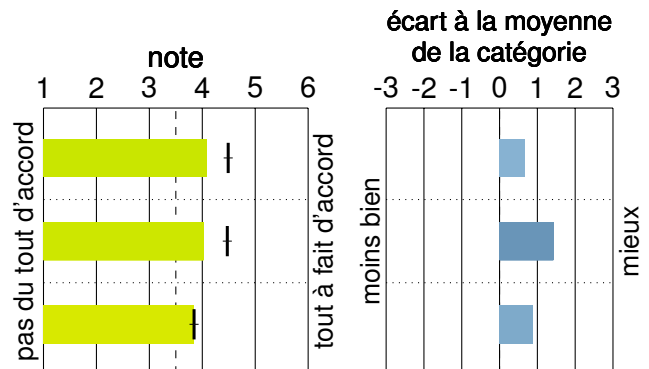 écart à la moyenne
note
de la catégorie
1 2 3 4 5 6
-3 -2 -1 0 1 2 3
pas du tout d'accord
tout à fait d'accord
moins bien
mieux